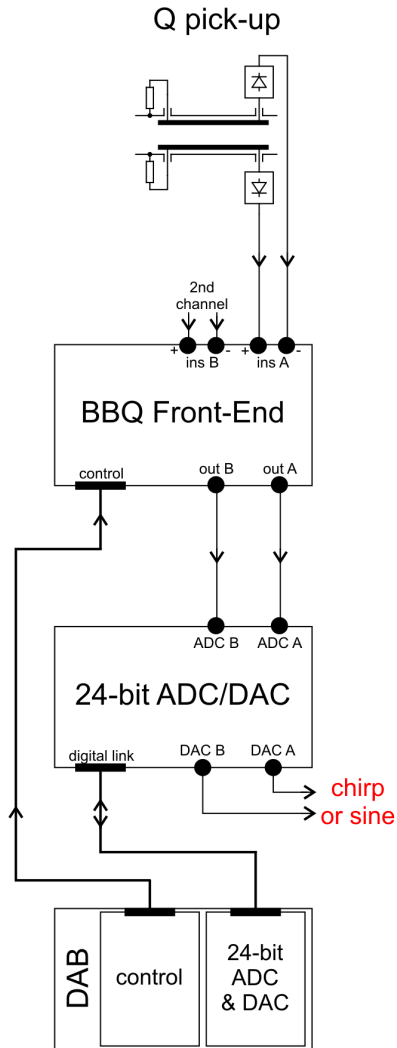 Q pick-up
2nd
channel
+ - + -
ins B ins A
BBQ Front-End
control out B out A
ADC B ADC A
24-bit ADC/DAC
digital link DAC B DAC A
chirp
or sine
DAB
control
24-bit
ADC
& DAC